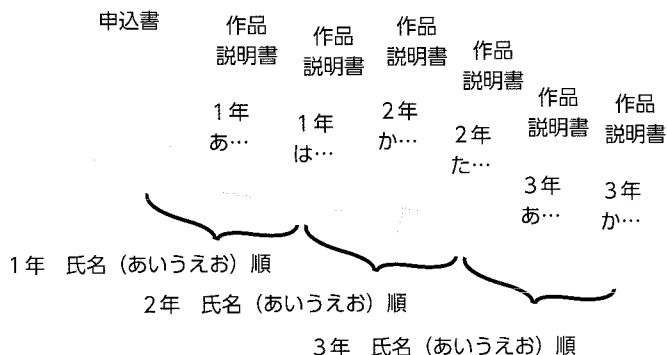 申込書
作品
説明書
1年
あ…
作品
説明書
1年
は…
作品
説明書
2年
か…
作品
説明書
2年
た…
作品
説明書
3年
あ…
作品
説明書
3年
か…
1年　氏名（あいうえお）順
2年　氏名（あいうえお）順
3年　氏名（あいうえお）順